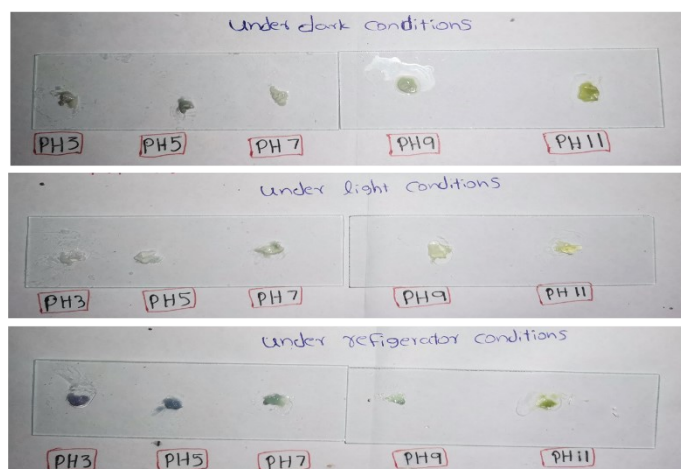 under dark conditions
PH3 PH5 PH7 PH9 PH11
under light conditions
PH3 PH5 PH7 PH9 PH11
under refigerator conditions
PH3 PH5 PH7 PH9 PH11